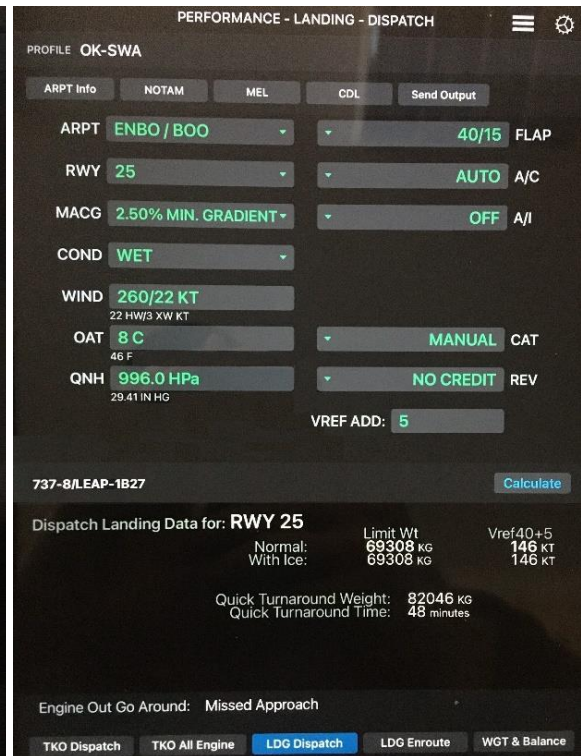 PERFORMANCE - LANDING - DISPATCH
PROFILE OK-SWA
ARPT Info NOTAM MEL CDL Send Output
ARPT ENBO / BOO 40/15 FLAP
RWY 25 AUTO A/C
MACG 2.50% MIN. GRADIENT OFF A/I
COND WET
WIND 260/22 KT
22 HW/3 XW KT
OAT 8 C MANUAL CAT
46 F
QNH 996.0 HPa NO CREDIT REV
29.41 IN HG
VREF ADD: 5
737-8/LEAP-1B27 Calculate
Dispatch Landing Data for: RWY 25
Limit Wt Vref40+5
Normal: 69308 KG 146 KT
With Ice: 69308 KG 146 KT
Quick Turnaround Weight: 82046 KG
Quick Turnaround Time: 48 minutes
Engine Out Go Around: Missed Approach
TKO Dispatch TKO All Engine LDG Dispatch LDG Enroute WGT & Balance